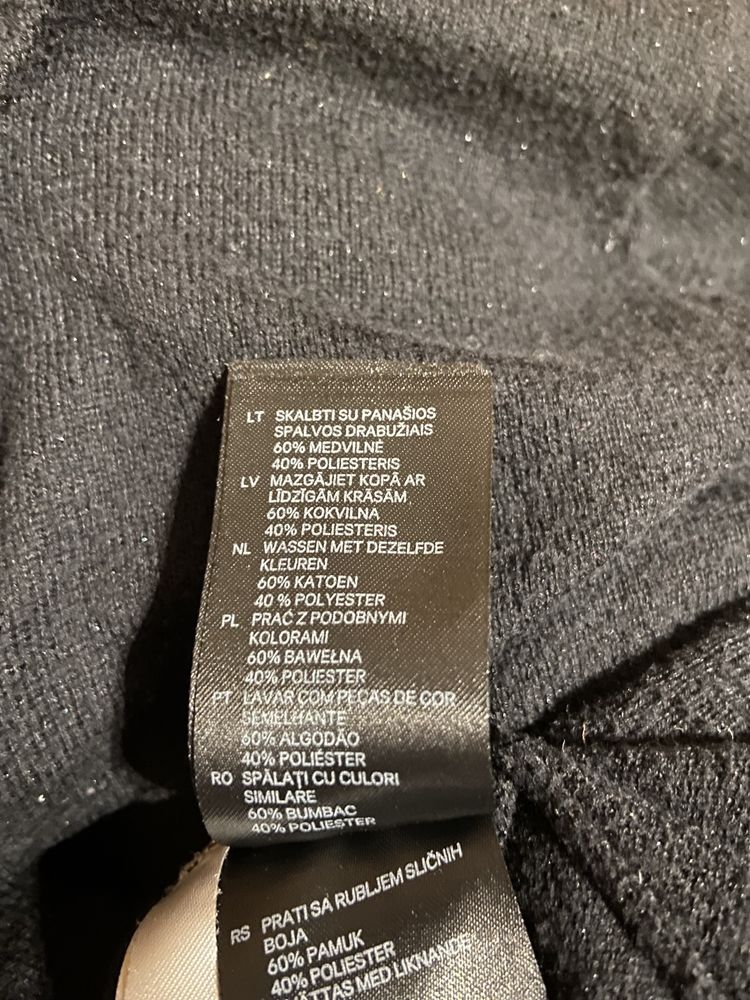 LT SKALBTI SU PANAŠIOS
SPALVOS DRABUŽIAIS
60% MEDVILNĖ
40% POLIESTERIS
LV MAZGĀJIET KOPĀ AR
LĪDZĪGĀM KRĀSĀM
60% KOKVILNA
40% POLIESTERIS
NL WASSEN MET DEZELFDE
KLEUREN
60% KATOEN
40 % POLYESTER
PL PRAĆ Z PODOBNYMI
KOLORAMI
60% BAWEŁNA
40% POLIESTER
PT LAVAR COM PEÇAS DE COR
SEMELHANTE
60% ALGODÃO
40% POLIÉSTER
RO SPĂLAȚI CU CULORI
SIMILARE
60% BUMBAC
40% POLIESTER
RS PRATI SA RUBLJEM SLIČNIH
BOJA
60% PAMUK
40% POLIESTER
MED LIKNANDE